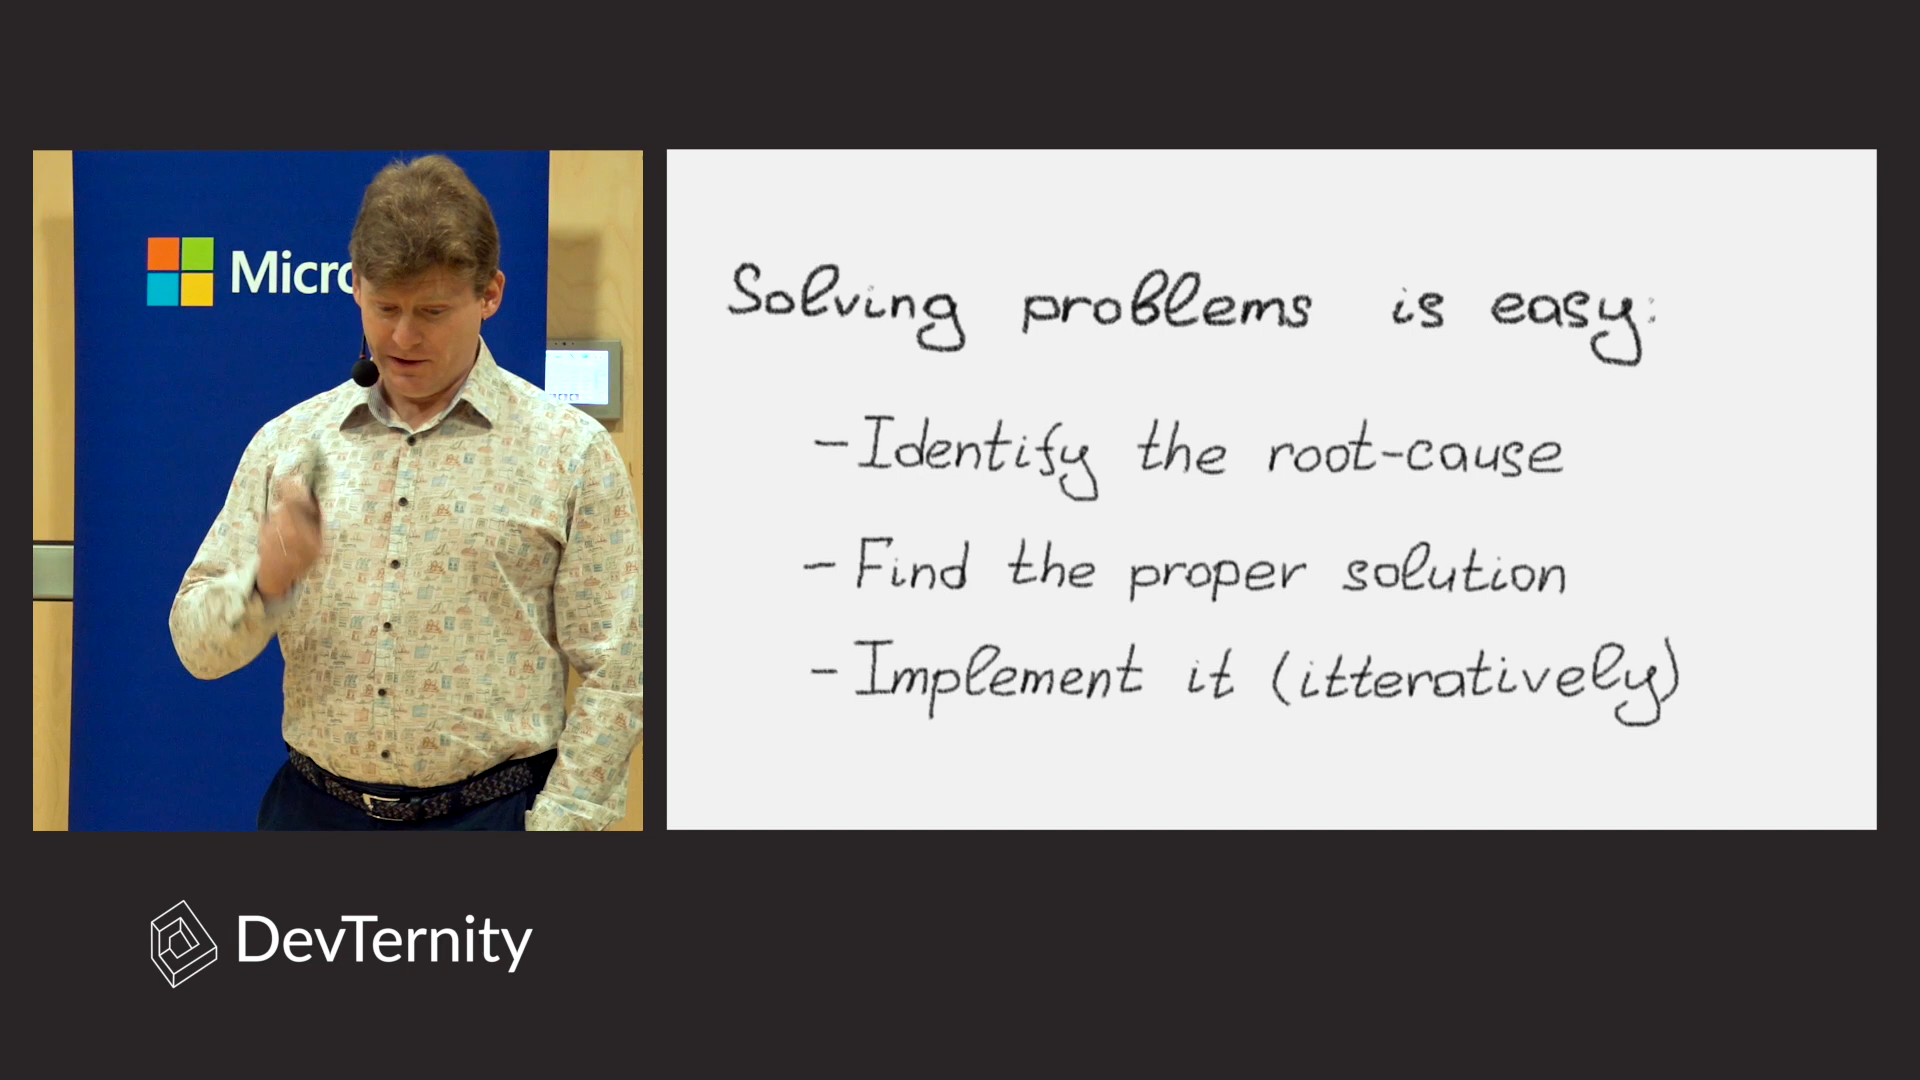 Micro
Solving problems is easy:
- Identify the root-cause
- Find the proper solution
- Implement it (itteratively)
DevTernity